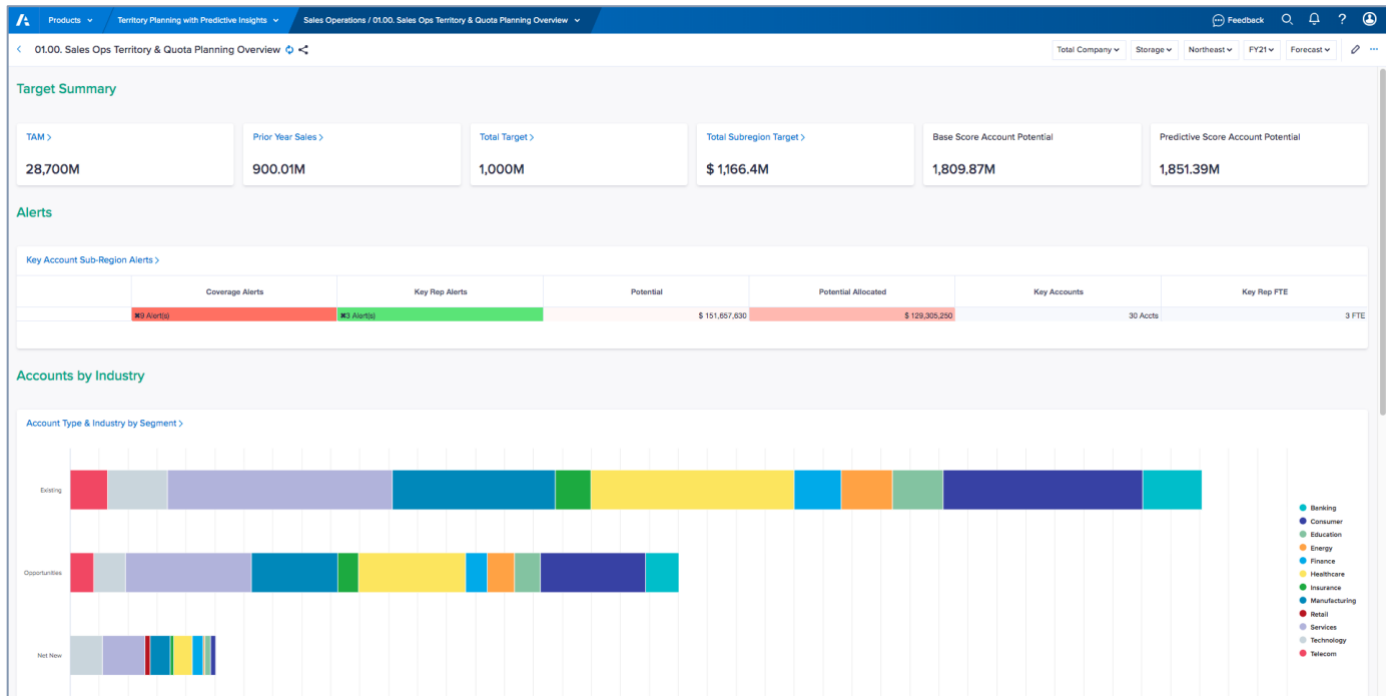 Products
Territory Planning with Predictive Insights
Sales Operations / 01.00. Sales Ops Territory & Quota Planning Overview
Feedback
01.00. Sales Ops Territory & Quota Planning Overview
Total Company
Storage
Northeast
FY21
Forecast
Target Summary
TAM >
28,700M
Prior Year Sales >
900.01M
Total Target >
1,000M
Total Subregion Target >
$ 1,166.4M
Base Score Account Potential
1,809.87M
Predictive Score Account Potential
1,851.39M
Alerts
Key Account Sub-Region Alerts >
Coverage Alerts
Key Rep Alerts
Potential
Potential Allocated
Key Accounts
Key Rep FTE
✖9 Alert(s)
✖3 Alert(s)
$ 151,657,630
$ 129,305,250
30 Accts
3 FTE
Accounts by Industry
Account Type & Industry by Segment >
Existing
Opportunities
Net New
Banking
Consumer
Education
Energy
Finance
Healthcare
Insurance
Manufacturing
Retail
Services
Technology
Telecom